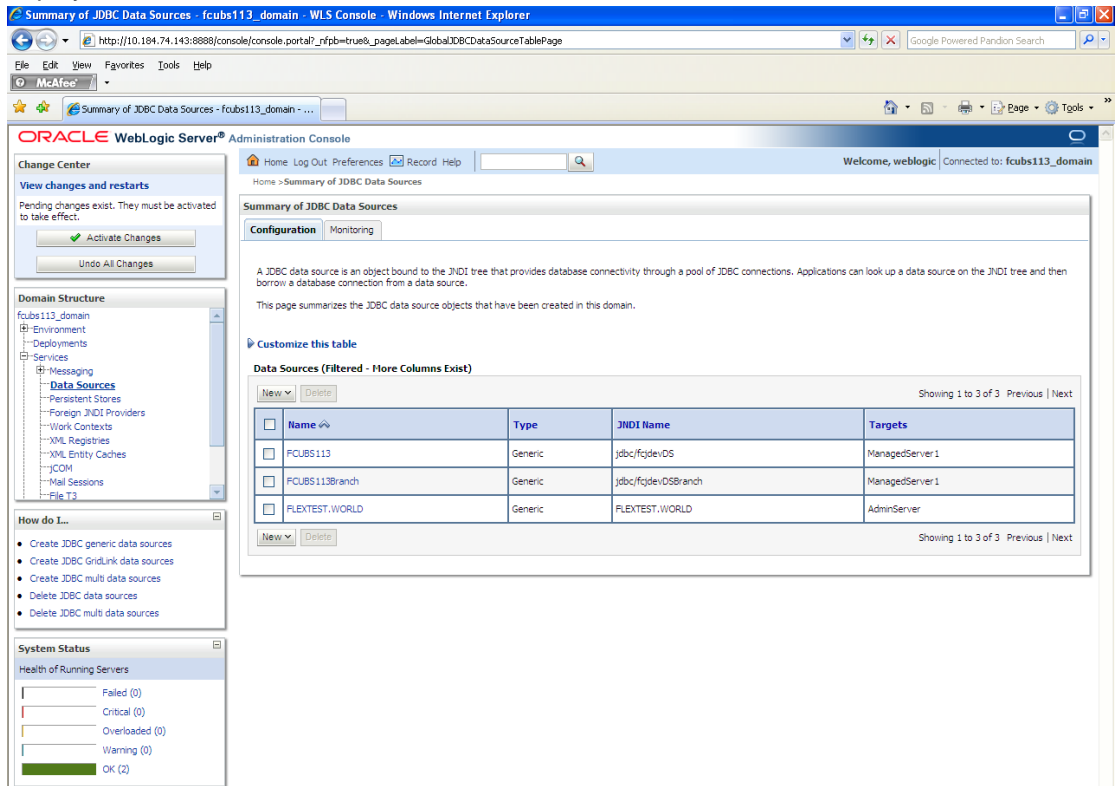 Summary of JDBC Data Sources - fcubs113_domain - WLS Console - Windows Internet Explorer
http://10.184.74.143:8888/console/console.portal?_nfpb=true&_pageLabel=GlobalJDBCDataSourceTablePage
Google Powered Pandion Search
File Edit View Favorites Tools Help
McAfee
Summary of JDBC Data Sources - fcubs113_domain - ...
Page Tools
ORACLE WebLogic Server® Administration Console
Change Center
View changes and restarts
Pending changes exist. They must be activated
to take effect.
Activate Changes
Undo All Changes
Domain Structure
fcubs113_domain
Environment
Deployments
Services
Messaging
Data Sources
Persistent Stores
Foreign JNDI Providers
Work Contexts
XML Registries
XML Entity Caches
jCOM
Mail Sessions
File T3
How do I...
Create JDBC generic data sources
Create JDBC GridLink data sources
Create JDBC multi data sources
Delete JDBC data sources
Delete JDBC multi data sources
System Status
Health of Running Servers
Failed (0)
Critical (0)
Overloaded (0)
Warning (0)
OK (2)
Home Log Out Preferences Record Help
Welcome, weblogic Connected to: fcubs113_domain
Home >Summary of JDBC Data Sources
Summary of JDBC Data Sources
Configuration Monitoring
A JDBC data source is an object bound to the JNDI tree that provides database connectivity through a pool of JDBC connections. Applications can look up a data source on the JNDI tree and then
borrow a database connection from a data source.
This page summarizes the JDBC data source objects that have been created in this domain.
Customize this table
Data Sources (Filtered - More Columns Exist)
New Delete Showing 1 to 3 of 3 Previous | Next
Name Type JNDI Name Targets
FCUBS113 Generic jdbc/fcjdevDS ManagedServer1
FCUBS113Branch Generic jdbc/fcjdevDSBranch ManagedServer1
FLEXTEST.WORLD Generic FLEXTEST.WORLD AdminServer
New Delete Showing 1 to 3 of 3 Previous | Next